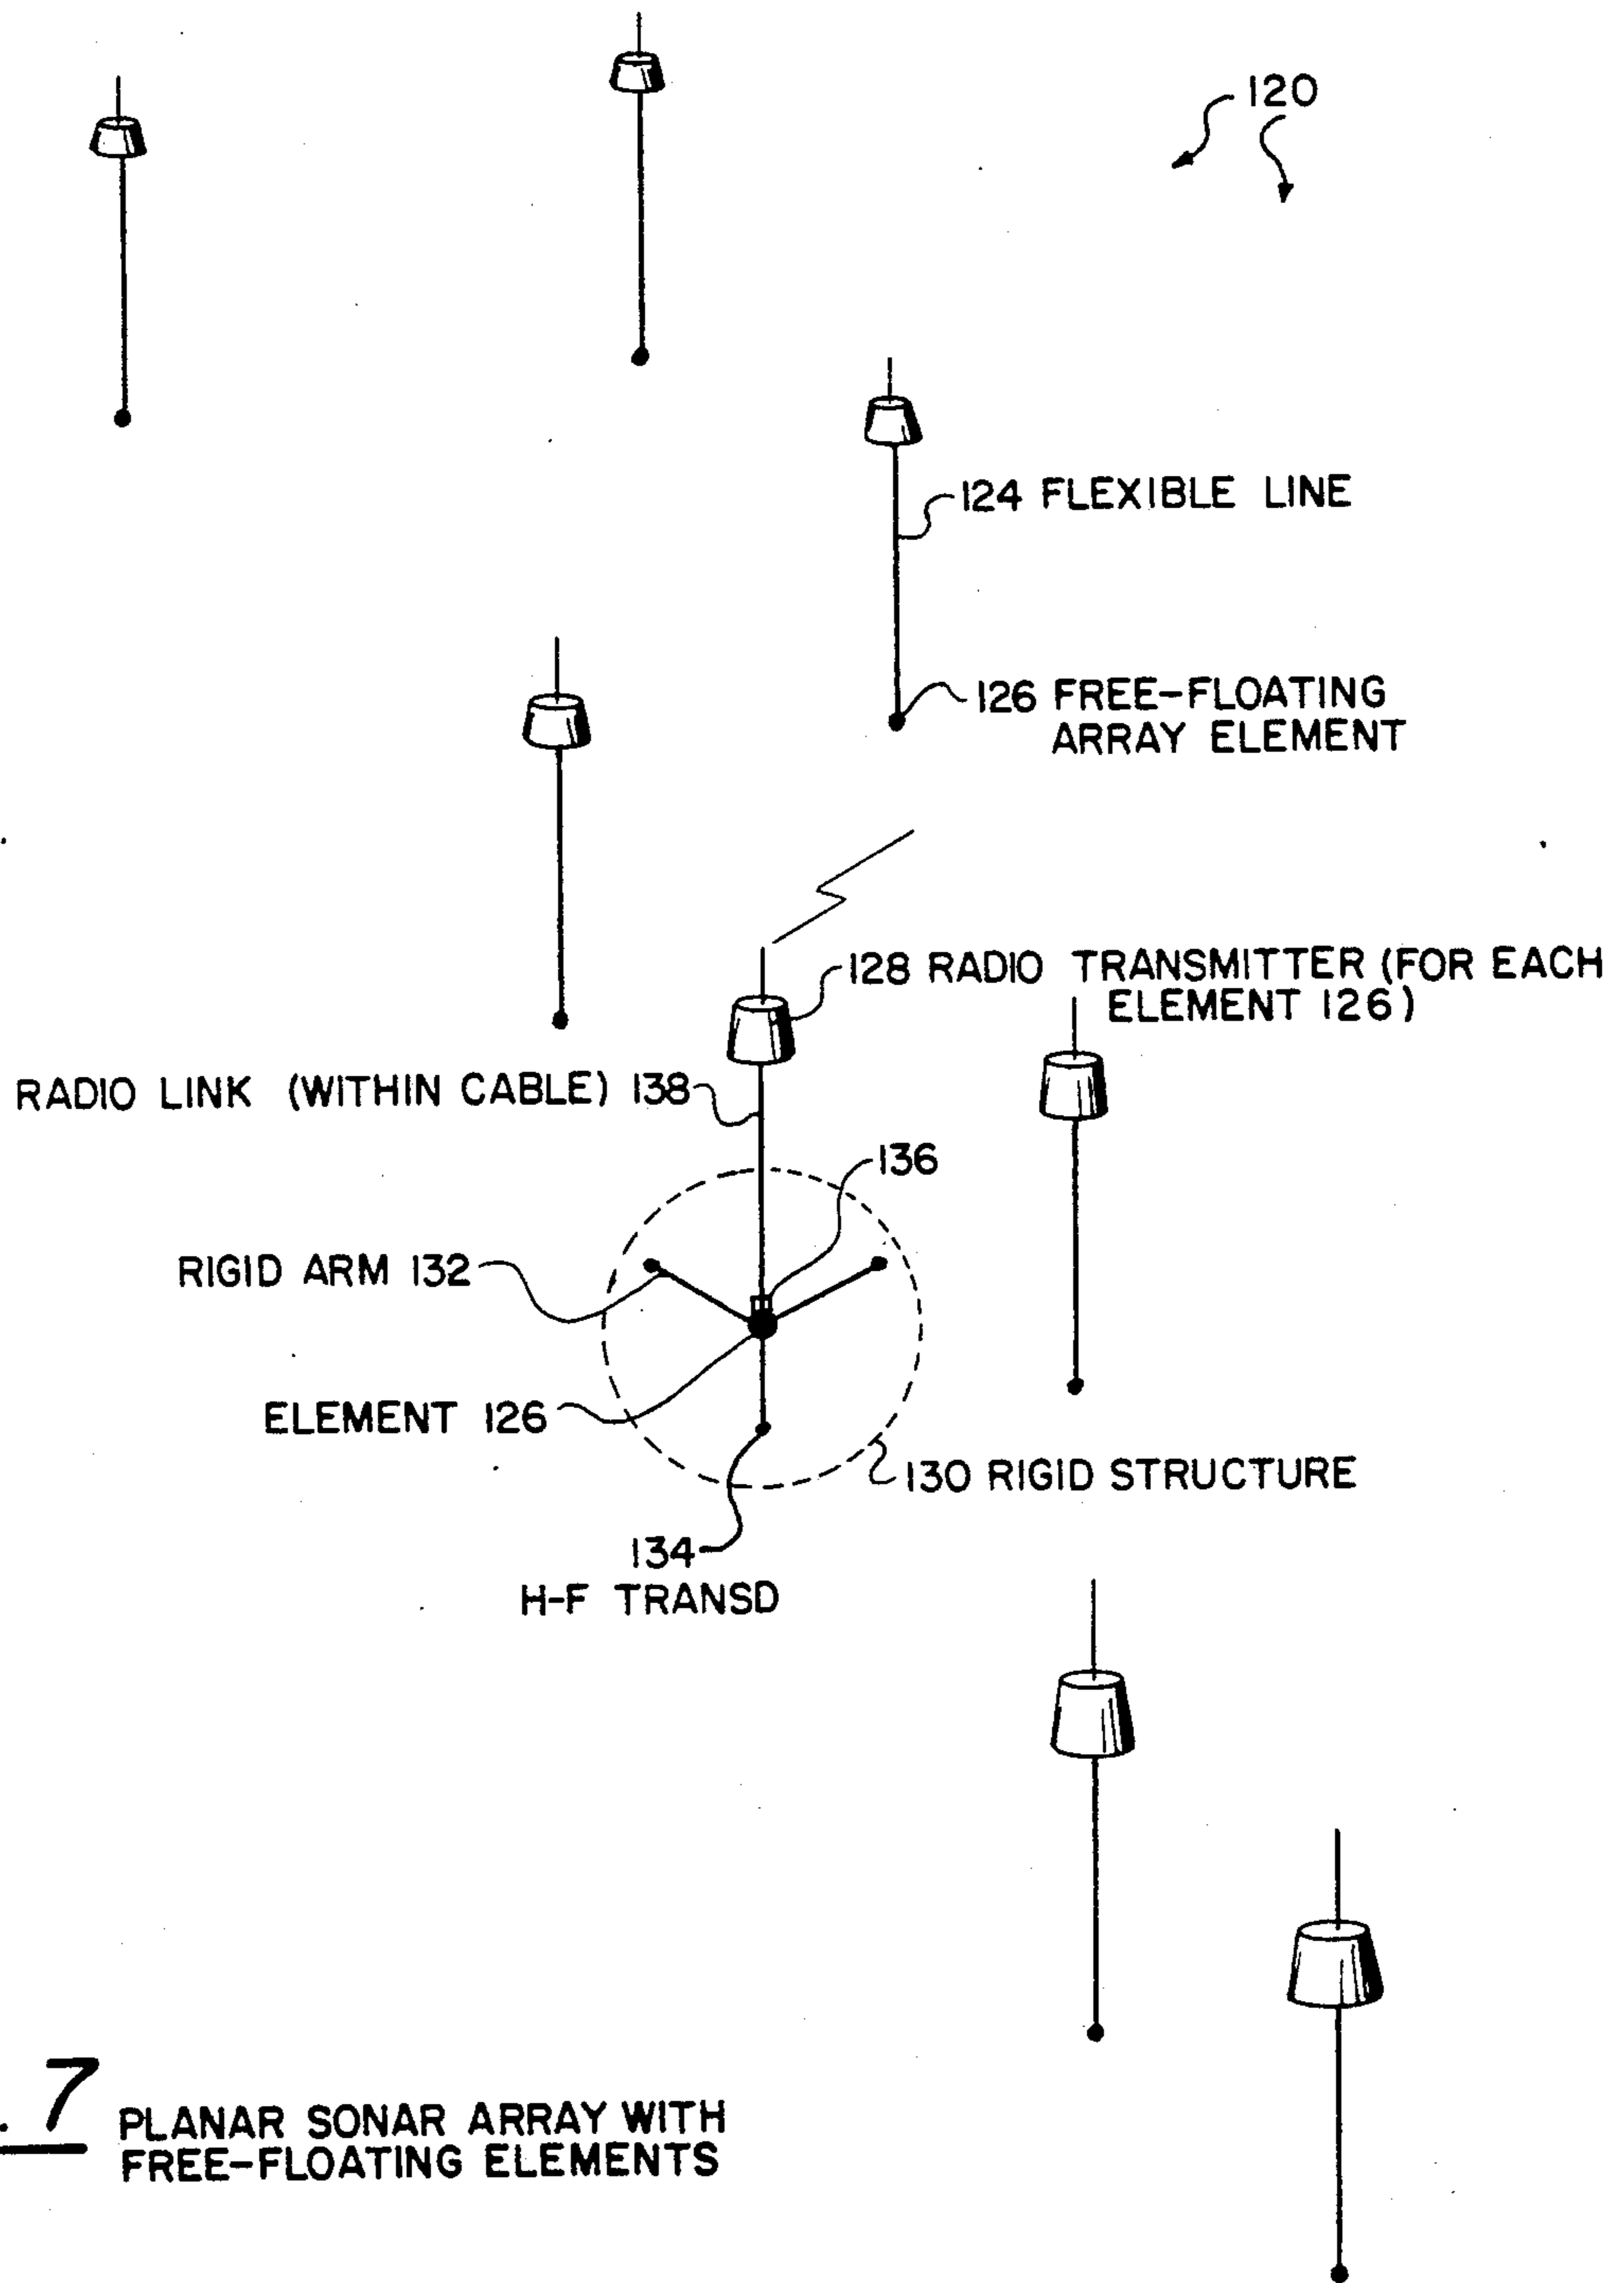 120
124 FLEXIBLE LINE
126 FREE-FLOATING
ARRAY ELEMENT
128 RADIO TRANSMITTER (FOR EACH
ELEMENT 126)
RADIO LINK (WITHIN CABLE) 138
136
RIGID ARM 132
ELEMENT 126
130 RIGID STRUCTURE
134
H-F TRANSD
. 7
PLANAR SONAR ARRAY WITH
FREE-FLOATING ELEMENTS